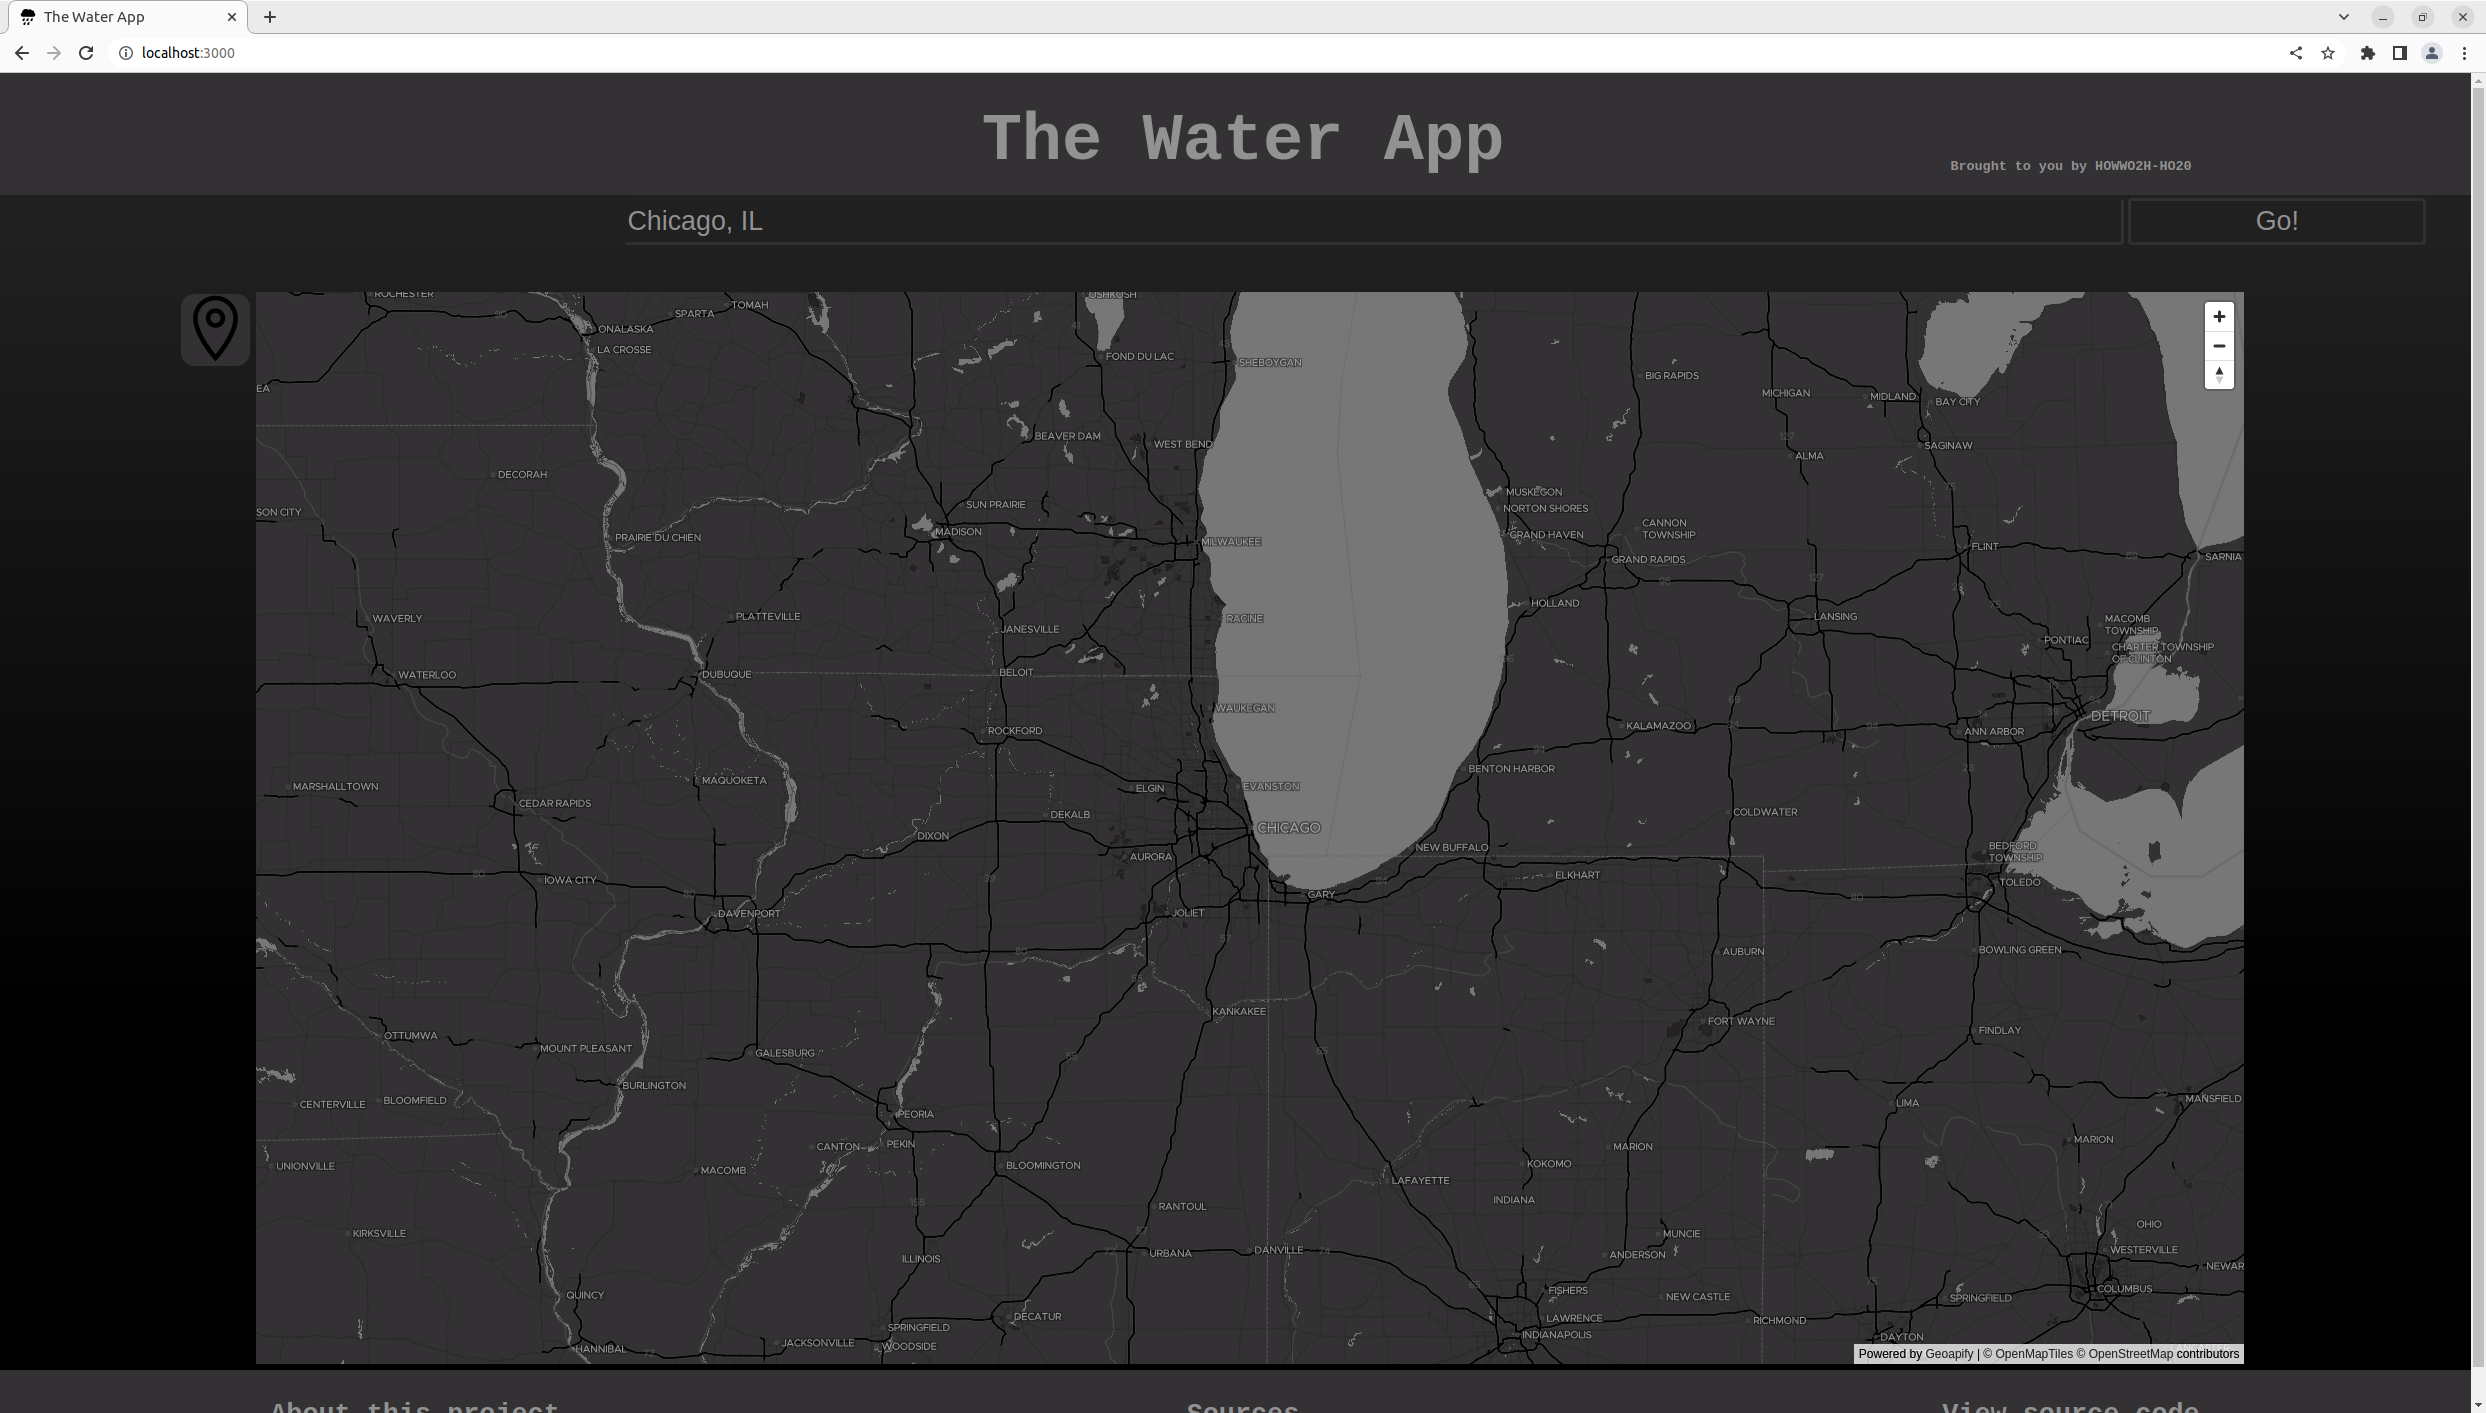 The Water App
localhost:3000
The Water App
Brought to you by HOWWO2H-HO20
Chicago, IL
Go!
ROCHESTER
TOMAH
OSHKOSH
SPARTA
ONALASKA
LA CROSSE
FOND DU LAC
SHEBOYGAN
BIG RAPIDS
EA
MICHIGAN
MIDLAND
BAY CITY
BEAVER DAM
WEST BEND
127
SAGINAW
ALMA
DECORAH
MUSKEGON
SUN PRAIRIE
NORTON SHORES
SON CITY
CANNON
TOWNSHIP
MADISON
GRAND HAVEN
PRAIRIE DU CHIEN
MILWAUKEE
FLINT
GRAND RAPIDS
SARNIA
HOLLAND
WAVERLY
PLATTEVILLE
RACINE
LANSING
MACOMB
TOWNSHIP
JANESVILLE
PONTIAC
CHARTER TOWNSHIP
OF CLINTON
WATERLOO
DUBUQUE
BELOIT
WAUKEGAN
DETROIT
ROCKFORD
KALAMAZOO
ANN ARBOR
BENTON HARBOR
MAQUOKETA
MARSHALLTOWN
ELGIN
EVANSTON
CEDAR RAPIDS
DEKALB
COLDWATER
CHICAGO
DIXON
NEW BUFFALO
BEDFORD
TOWNSHIP
AURORA
ELKHART
IOWA CITY
TOLEDO
GARY
DAVENPORT
JOLIET
AUBURN
BOWLING GREEN
KANKAKEE
FORT WAYNE
FINDLAY
OTTUMWA
MOUNT PLEASANT
GALESBURG
BURLINGTON
BLOOMFIELD
CENTERVILLE
LIMA
MANSFIELD
PEORIA
MARION
CANTON
PEKIN
MARION
UNIONVILLE
MACOMB
BLOOMINGTON
KOKOMO
LAFAYETTE
INDIANA
155
RANTOUL
OHIO
KIRKSVILLE
MUNCIE
WESTERVILLE
ILLINOIS
URBANA
DANVILLE
74
ANDERSON
NEWAR
QUINCY
FISHERS
NEW CASTLE
SPRINGFIELD
COLUMBUS
DECATUR
LAWRENCE
RICHMOND
SPRINGFIELD
INDIANAPOLIS
DAYTON
HANNIBAL
72
JACKSONVILLE
WOODSIDE
Powered by Geoapify | © OpenMapTiles © OpenStreetMap contributors
About this project
Sources
View source code